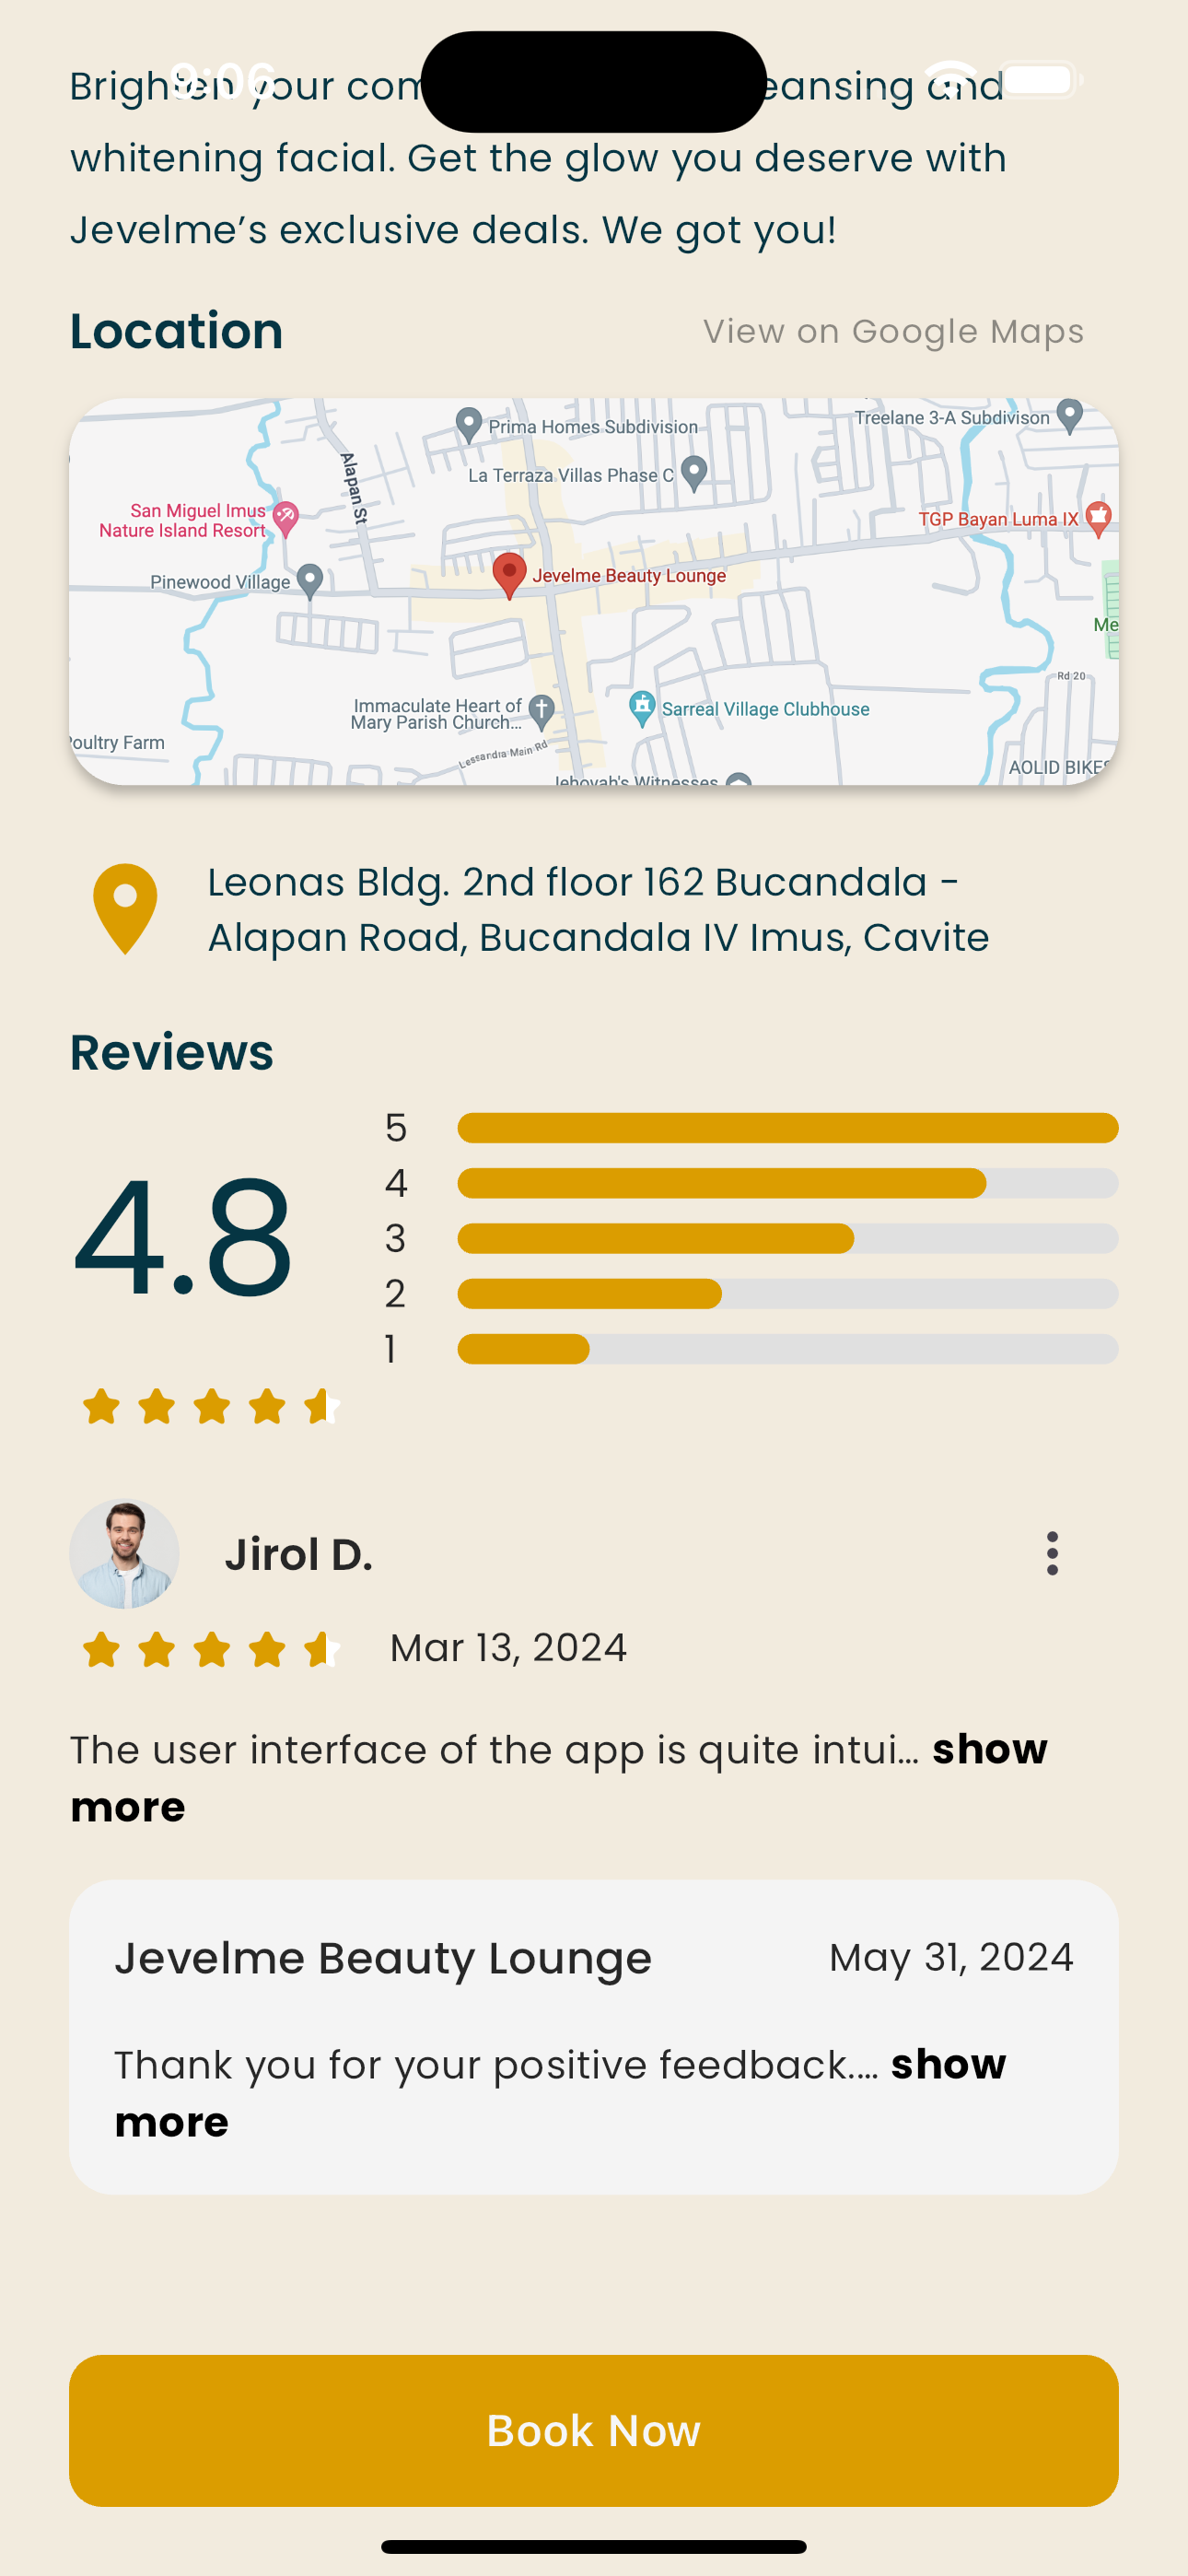 9:06
Brighten your com eansing and
whitening facial. Get the glow you deserve with
Jevelme’s exclusive deals. We got you!
Location
View on Google Maps
Prima Homes Subdivision
Treelane 3-A Subdivison
La Terraza Villas Phase C
Alapan St
San Miguel Imus
Nature Island Resort
TGP Bayan Luma IX
Pinewood Village
Jevelme Beauty Lounge
Me
Rd 20
Immaculate Heart of
Mary Parish Church...
Sarreal Village Clubhouse
Poultry Farm
Lessandra Main Rd
AOLID BIKES
Jehovah's Witnesses
Leonas Bldg. 2nd floor 162 Bucandala -
Alapan Road, Bucandala IV Imus, Cavite
Reviews
4.8
5
4
3
2
1
Jirol D.
Mar 13, 2024
The user interface of the app is quite intui... show
more
Jevelme Beauty Lounge
May 31, 2024
Thank you for your positive feedback.... show
more
Book Now